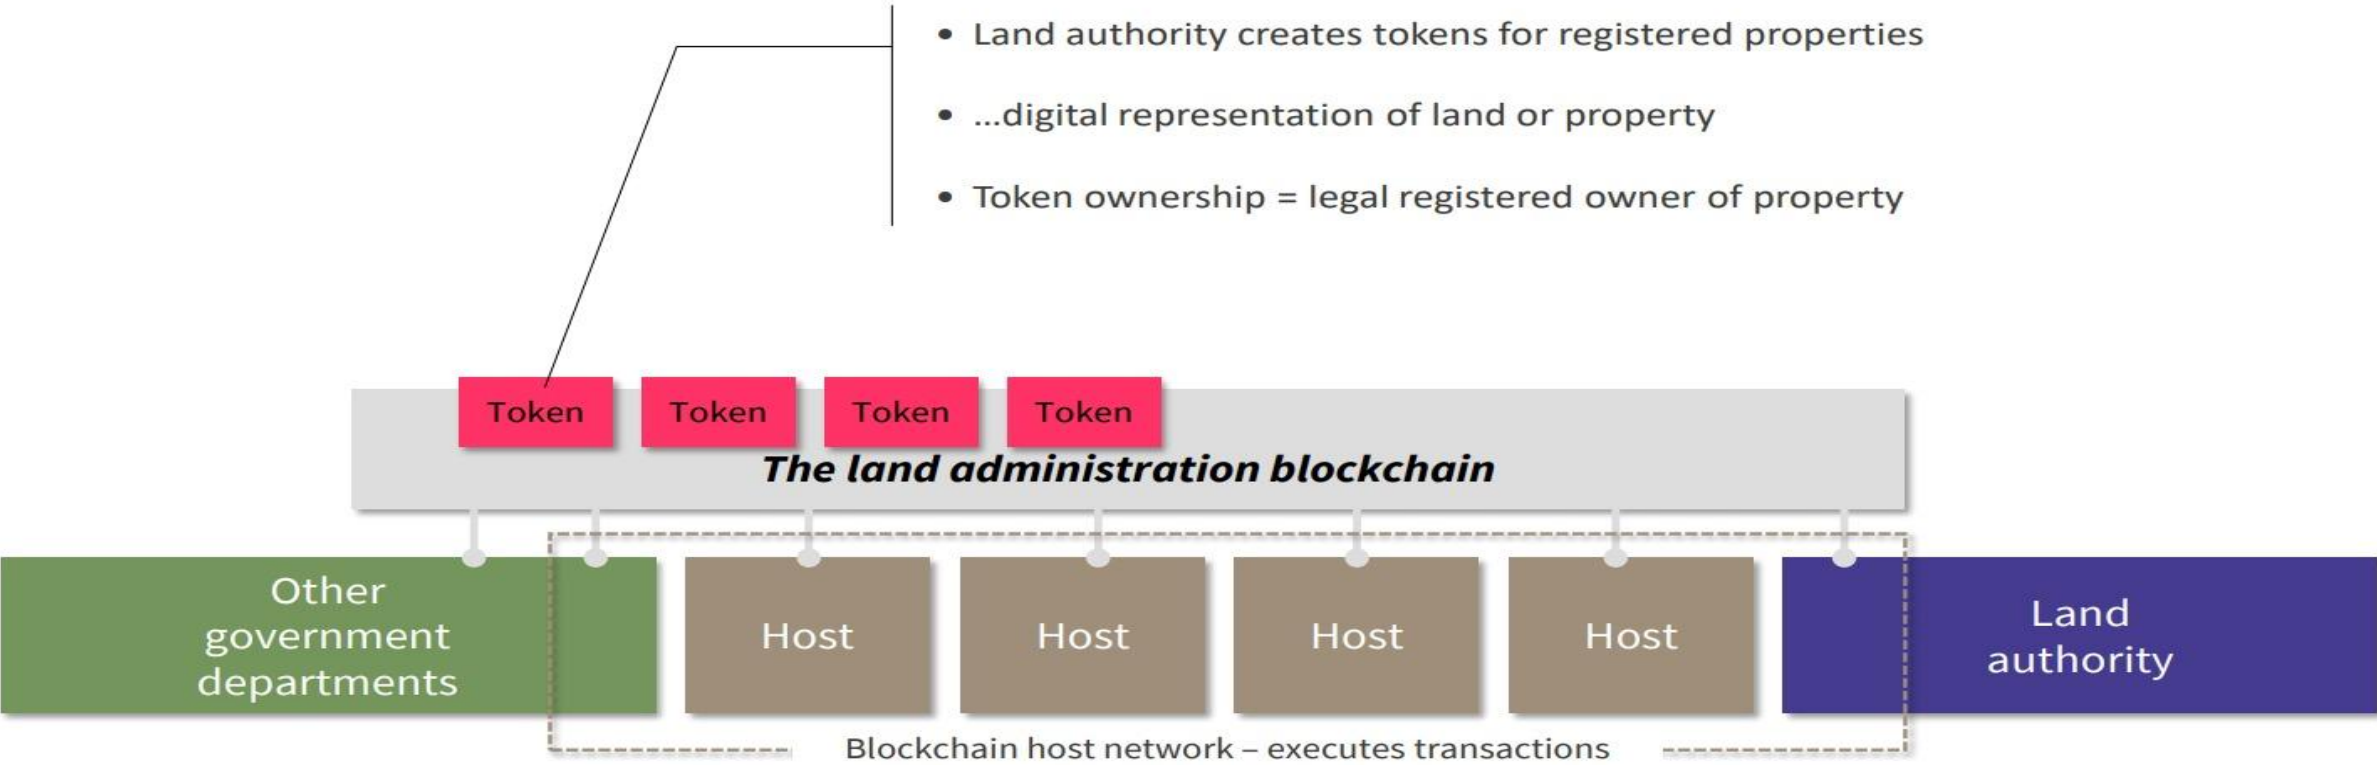 • Land authority creates tokens for registered properties
• ...digital representation of land or property
• Token ownership = legal registered owner of property
Token
Token
Token
Token
The land administration blockchain
Other
government
departments
Host
Host
Host
Host
Land
authority
Blockchain host network – executes transactions